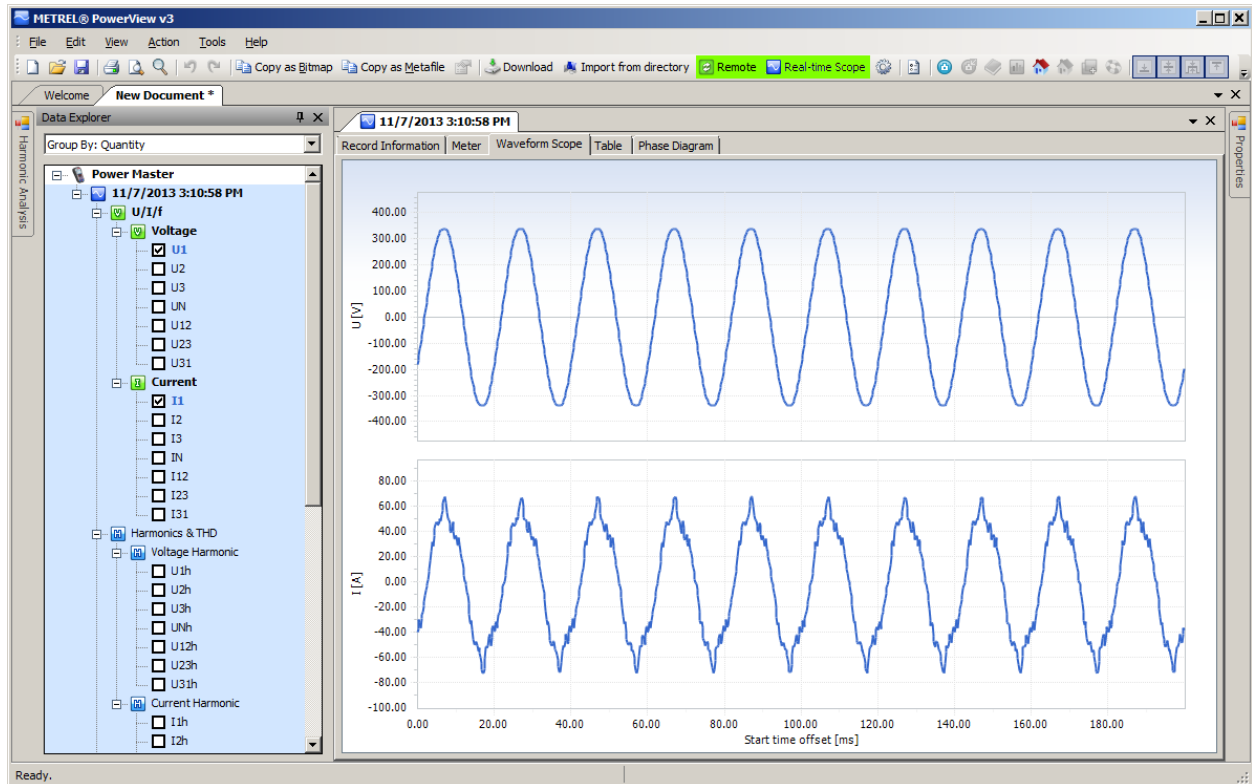 METREL® PowerView v3
File Edit View Action Tools Help
Copy as Bitmap Copy as Metafile Download Import from directory Remote Real-time Scope
Welcome New Document *
Harmonic Analysis
Data Explorer
Group By: Quantity
Power Master
11/7/2013 3:10:58 PM
U/I/f
Voltage
U1
U2
U3
UN
U12
U23
U31
Current
I1
I2
I3
IN
I12
I23
I31
Harmonics & THD
Voltage Harmonic
U1h
U2h
U3h
UNh
U12h
U23h
U31h
Current Harmonic
I1h
I2h
11/7/2013 3:10:58 PM
Record Information Meter Waveform Scope Table Phase Diagram
U [V]
400.00
300.00
200.00
100.00
0.00
-100.00
-200.00
-300.00
-400.00
I [A]
80.00
60.00
40.00
20.00
0.00
-20.00
-40.00
-60.00
-80.00
-100.00
0.00 20.00 40.00 60.00 80.00 100.00 120.00 140.00 160.00 180.00
Start time offset [ms]
Properties
Ready.